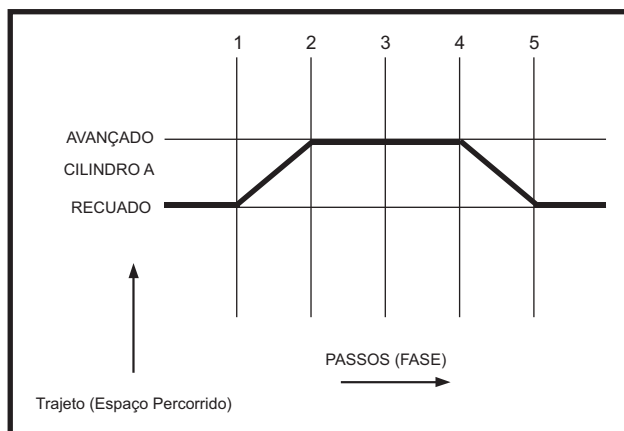 1 2 3 4 5
AVANÇADO
CILINDRO A
RECUADO
PASSOS (FASE)
Trajeto (Espaço Percorrido)